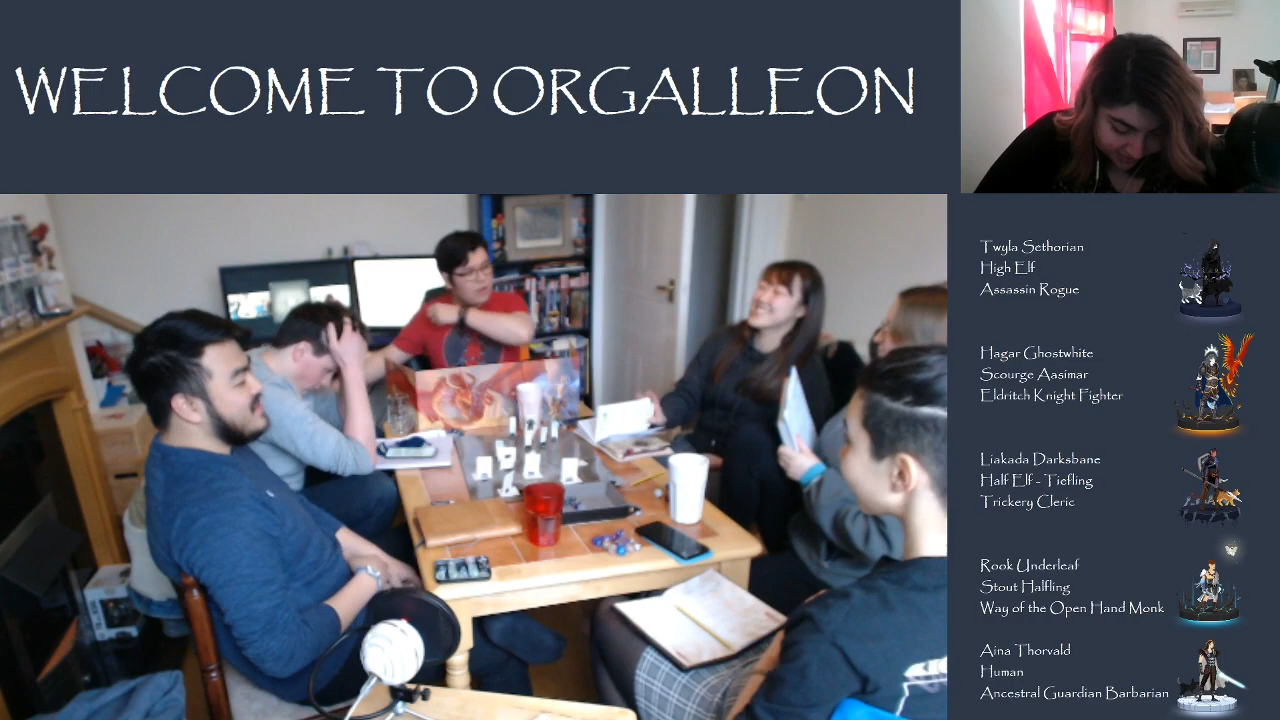 WELCOME TO ORGALLEON
Twyla Sethorian
High Elf
Assassin Rogue
Hagar Ghostwhite
Scourge Aasimar
Eldritch Knight Fighter
Liakada Darksbane
Half Elf - Tiefling
Trickery Cleric
Rook Underleaf
Stout Halfling
Way of the Open Hand Monk
Aina Thorvald
Human
Ancestral Guardian Barbarian